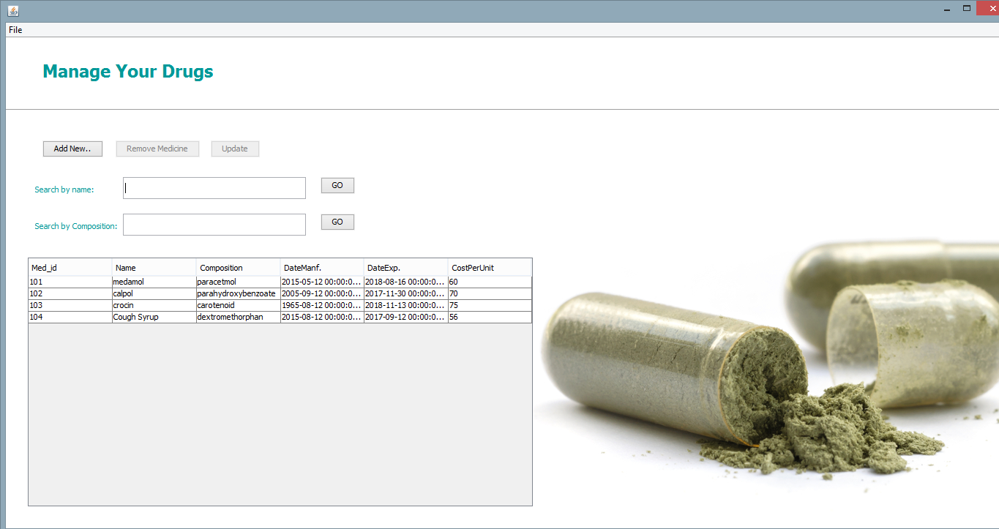 File
Manage Your Drugs
Add New.. Remove Medicine Update
Search by name: GO
Search by Composition: GO
Med_id Name Composition DateManf. DateExp. CostPerUnit
101 medamol paracetmol 2015-05-12 00:00:0... 2018-08-16 00:00:0... 60
102 calpol parahydroxybenzoate 2005-09-12 00:00:0... 2017-11-30 00:00:0... 70
103 crocin carotenoid 1965-08-12 00:00:0... 2018-11-13 00:00:0... 75
104 Cough Syrup dextromethorphan 2015-08-12 00:00:0... 2017-09-12 00:00:0... 56